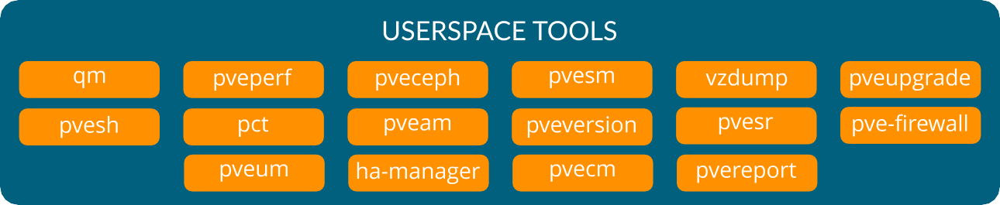 USERSPACE TOOLS
qm pveperf pveceph pvesm vzdump pveupgrade
pvesh pct pveam pveversion pvesr pve-firewall
pveum ha-manager pvecm pvereport